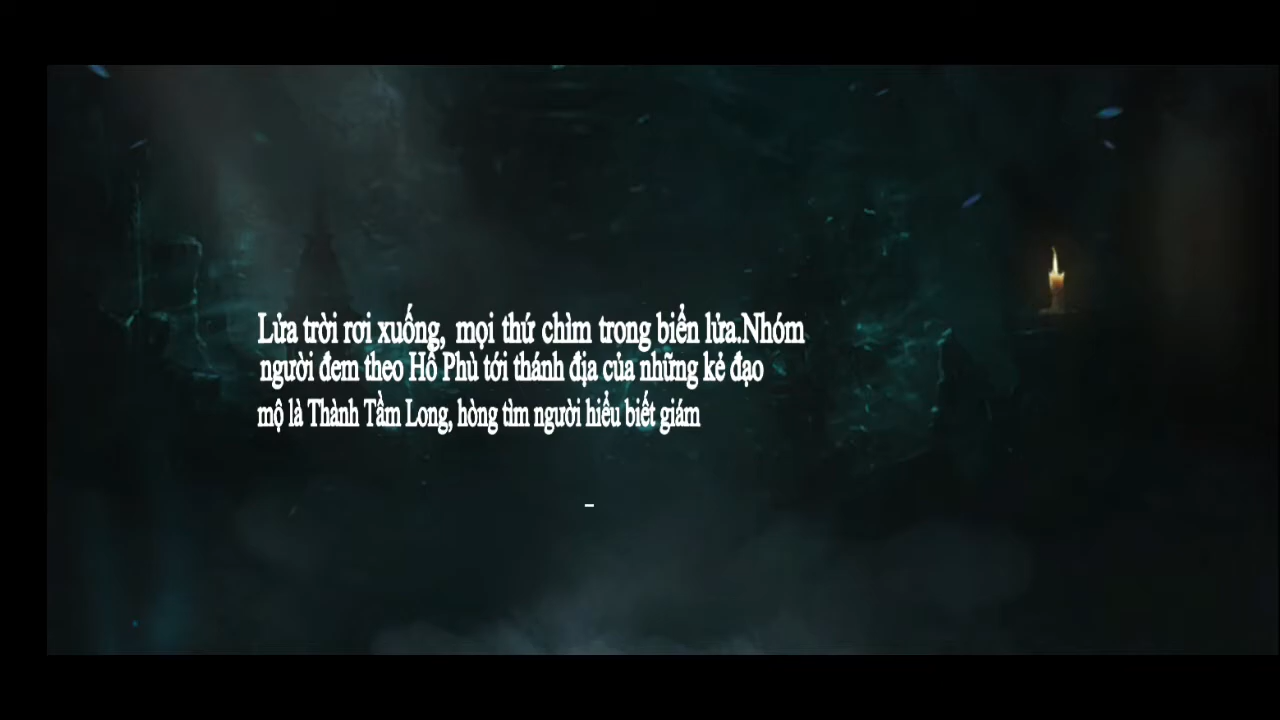 Lửa trời rơi xuống, mọi thứ chìm trong biển lửa.Nhóm
người đem theo Hổ Phù tới thánh địa của những kẻ đạo
mộ là Thành Tầm Long, hòng tìm người hiểu biết giám
–